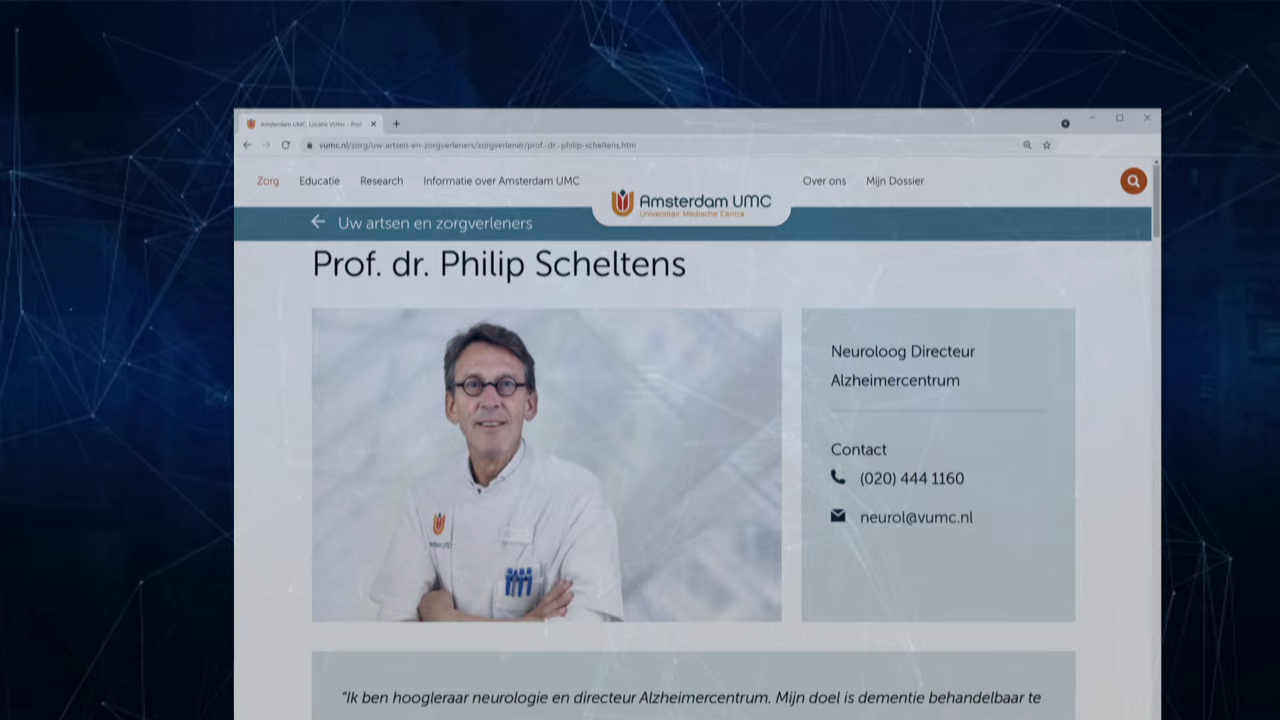 Amsterdam UMC, Locatie VUmc - Prof
vumc.nl/zorg/uw-artsen-en-zorgverleners/zorgverlener/prof.-dr.-philip-scheltens.htm
Zorg Educatie Research Informatie over Amsterdam UMC Over ons Mijn Dossier
Amsterdam UMC
Universitair Medische Centra
Uw artsen en zorgverleners
Prof. dr. Philip Scheltens
Neuroloog Directeur
Alzheimercentrum
Contact
(020) 444 1160
neurol@vumc.nl
“Ik ben hoogleraar neurologie en directeur Alzheimercentrum. Mijn doel is dementie behandelbaar te